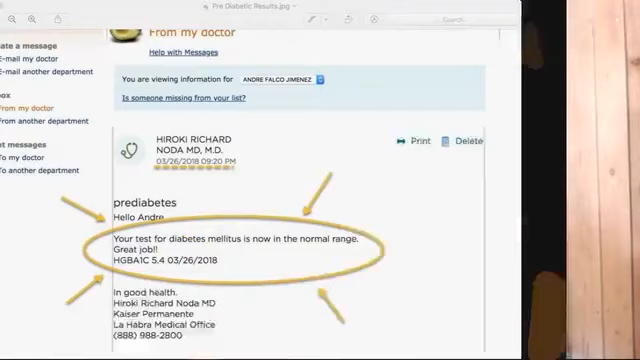 Pre Diabetic Results.jpg
Search
From my doctor
Help with Messages
ate a message
E-mail my doctor
E-mail another department
You are viewing information for ANDRE FALCO JIMENEZ
Is someone missing from your list?
box
From my doctor
From another department
nt messages
To my doctor
To another department
HIROKI RICHARD
NODA MD, M.D.
03/26/2018 09:20 PM
Print
Delete
prediabetes
Hello Andre
Your test for diabetes mellitus is now in the normal range.
Great job!!
HGBA1C 5.4 03/26/2018
In good health.
Hiroki Richard Noda MD
Kaiser Permanente
La Habra Medical Office
(888) 988-2800